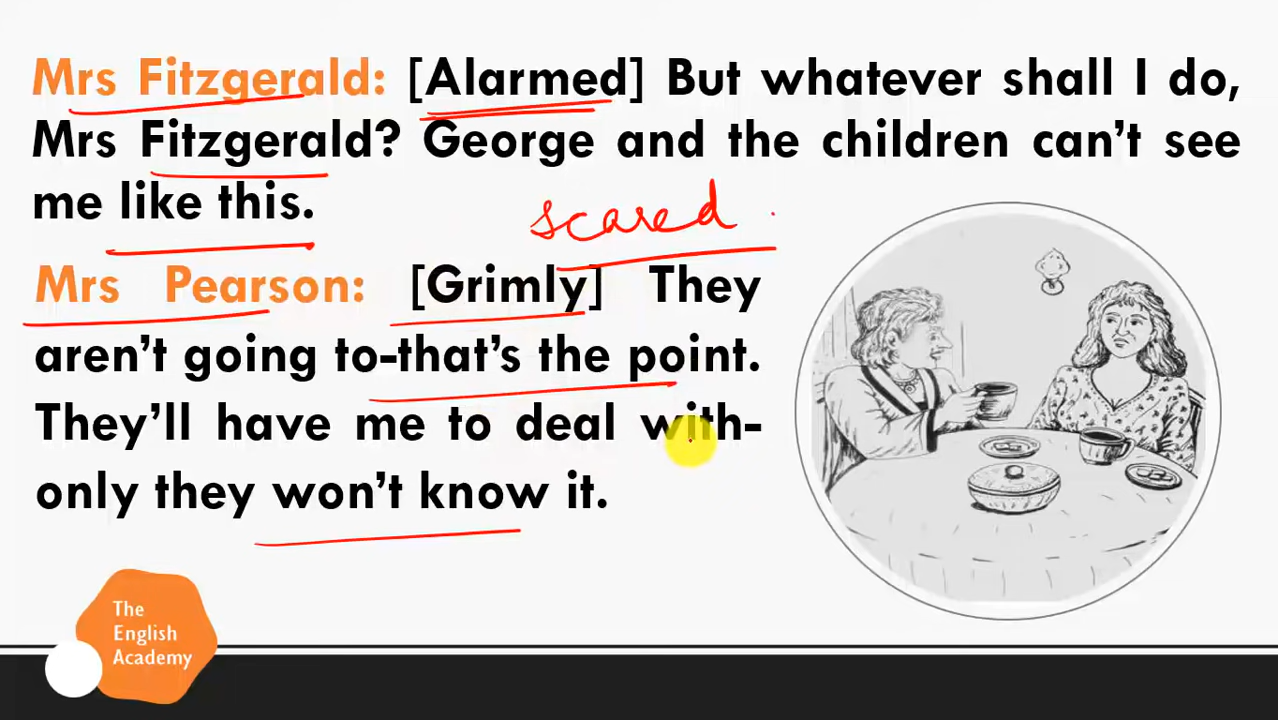 Mrs Fitzgerald: [Alarmed] But whatever shall I do,
Mrs Fitzgerald? George and the children can't see
me like this.
scared
Mrs Pearson: [Grimly] They
aren't going to-that's the point.
They'll have me to deal with-
only they won't know it.
The
English
Academy